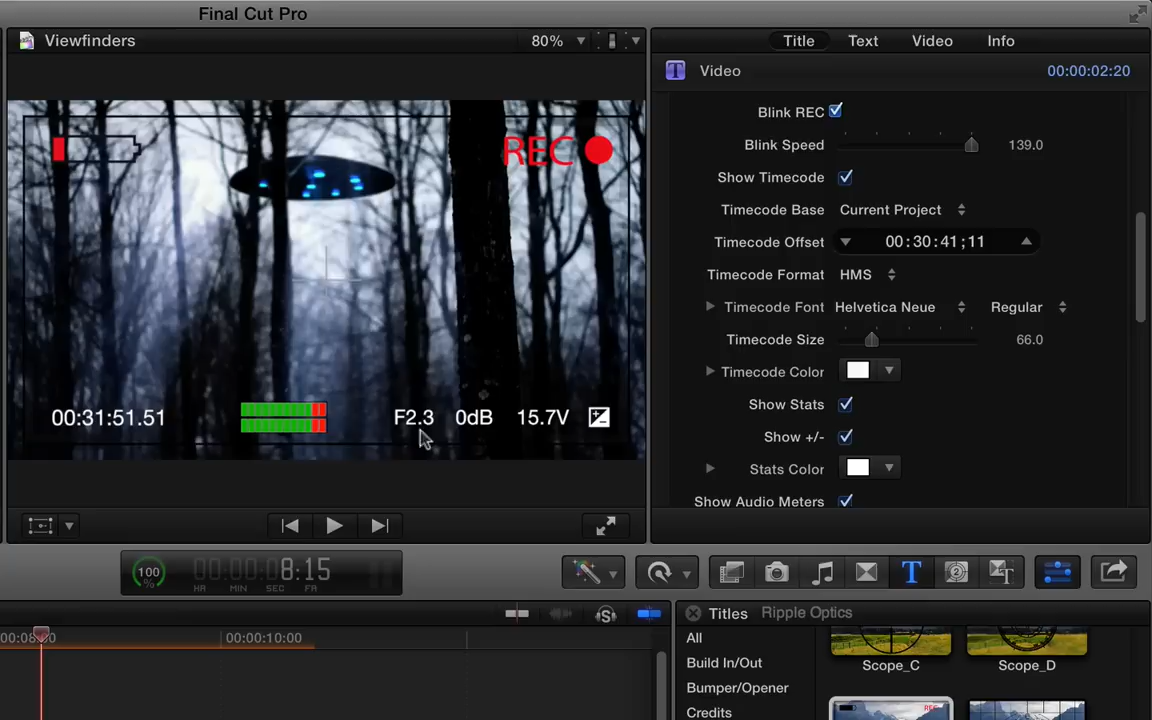 Final Cut Pro
Viewfinders
80%
Title Text Video Info
T Video 00:00:02:20
REC
00:31:51.51 F2.3 0dB 15.7V
Blink REC
Blink Speed 139.0
Show Timecode
Timecode Base Current Project
Timecode Offset 00:30:41;11
Timecode Format HMS
Timecode Font Helvetica Neue Regular
Timecode Size 66.0
Timecode Color
Show Stats
Show +/-
Stats Color
Show Audio Meters
100 % 00:00:08:15
HR MIN SEC FR
T
S
00:00:10:00
Titles Ripple Optics
All
Build In/Out
Bumper/Opener
Credits
Scope_C Scope_D
REC